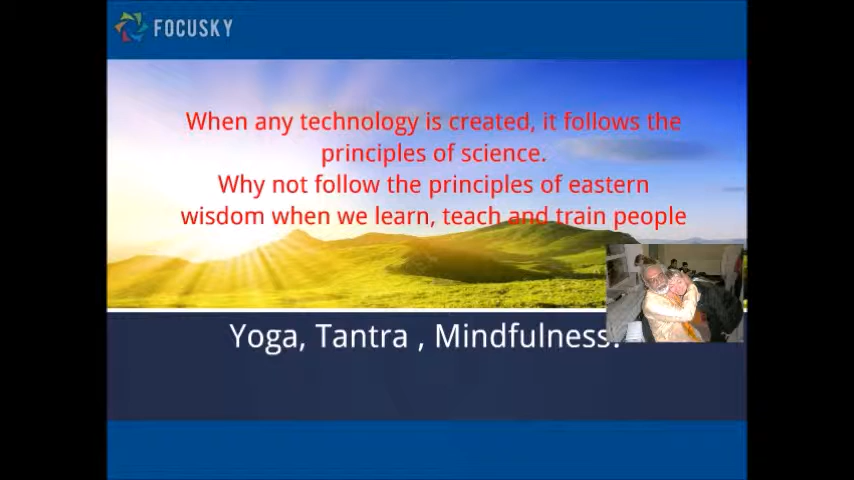 FOCUSKY
When any technology is created, it follows the
principles of science.
Why not follow the principles of eastern
wisdom when we learn, teach and train people
Yoga, Tantra , Mindfulness.